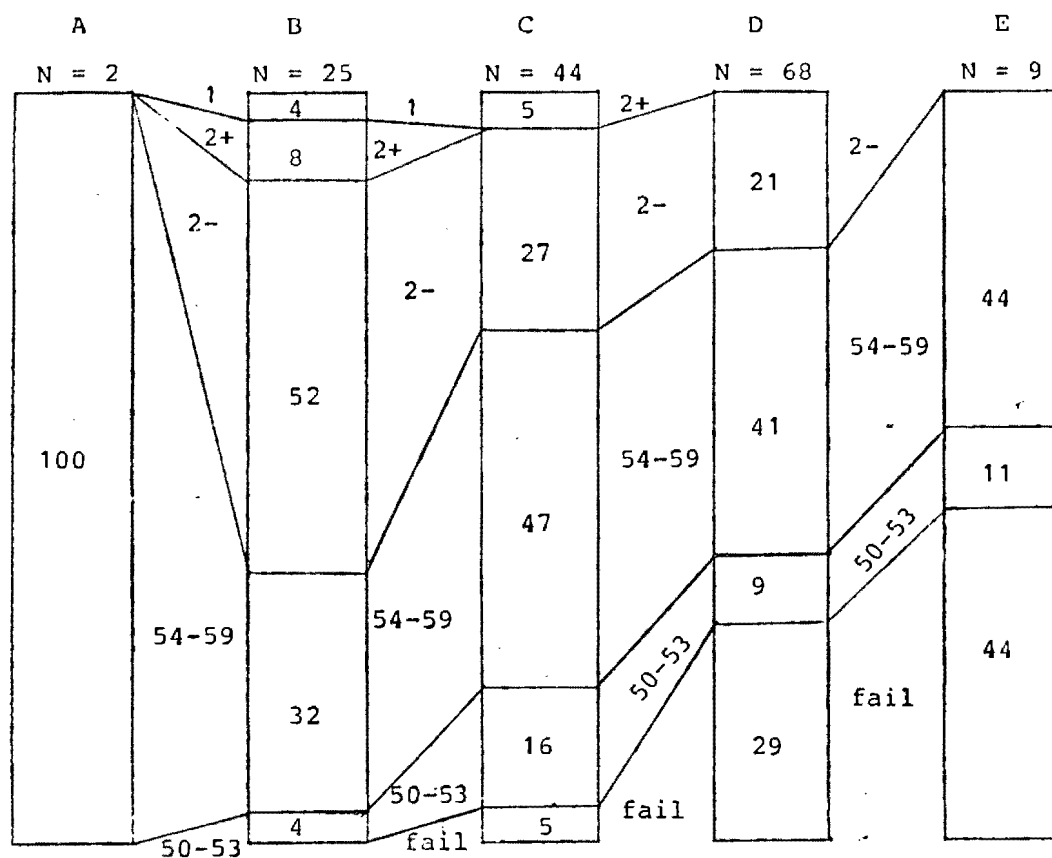 A B C D E
N = 2 N = 25 N = 44 N = 68 N = 9
1 4 1 5 2+
2+ 8 2+ 2- 21 2-
2- 27 2- 44
52 54-59
100 47 54-59 41 11
9 50-53
54-59 54-59 50-53 44
32 16 29 fail
50-53 fail
50-53 4 fail 5